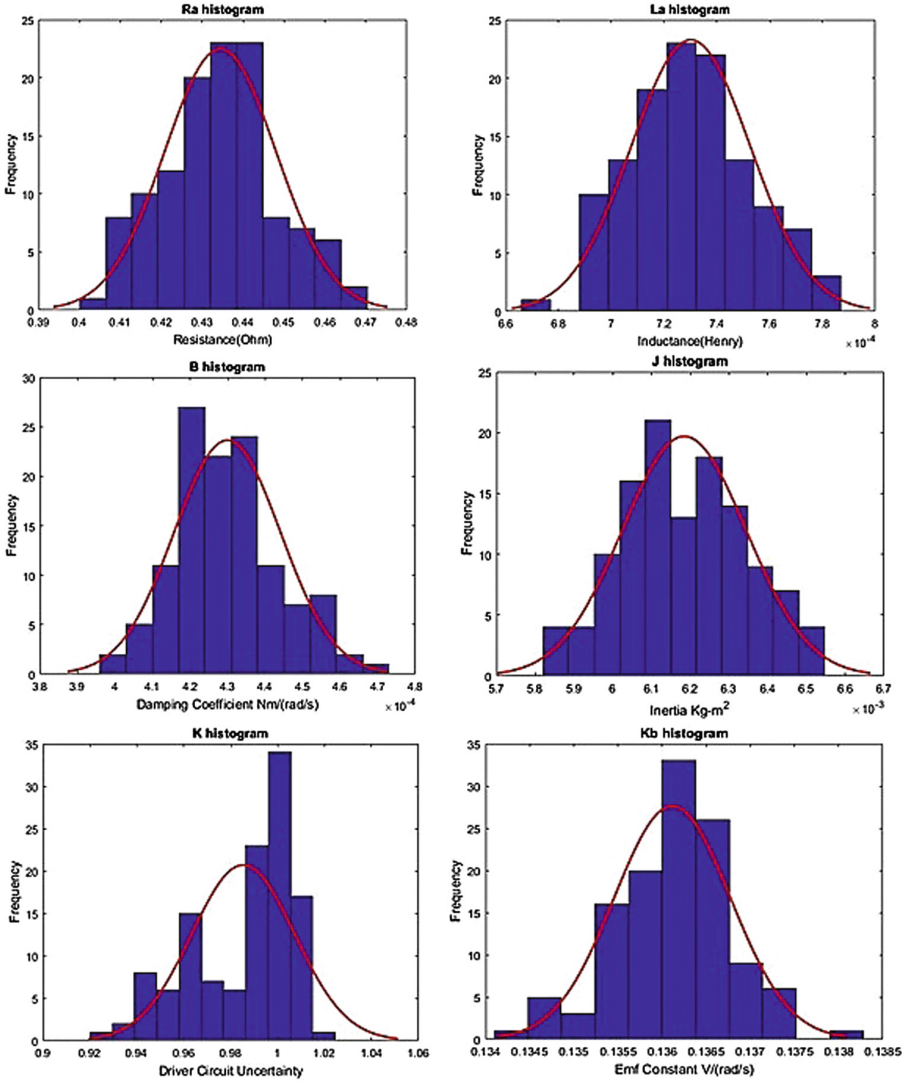 Ra histogram
Frequency
25
20
15
10
5
0
0.39 0.4 0.41 0.42 0.43 0.44 0.45 0.46 0.47 0.48
Resistance(Ohm)
La histogram
Frequency
25
20
15
10
5
0
6.6 6.8 7 7.2 7.4 7.6 7.8 8
Inductance(Henry)
×10-4
B histogram
Frequency
30
25
20
15
10
5
0
3.8 3.9 4 4.1 4.2 4.3 4.4 4.5 4.6 4.7 4.8
Damping Coefficient Nm/(rad/s)
×10-4
J histogram
Frequency
25
20
15
10
5
0
5.7 5.8 5.9 6 6.1 6.2 6.3 6.4 6.5 6.6 6.7
Inertia Kg-m2
×10-3
K histogram
Frequency
35
30
25
20
15
10
5
0
0.9 0.92 0.94 0.96 0.98 1 1.02 1.04 1.06
Driver Circuit Uncertainty
Kb histogram
Frequency
35
30
25
20
15
10
5
0
0.134 0.1345 0.135 0.1355 0.136 0.1365 0.137 0.1375 0.138 0.1385
Emf Constant V/(rad/s)